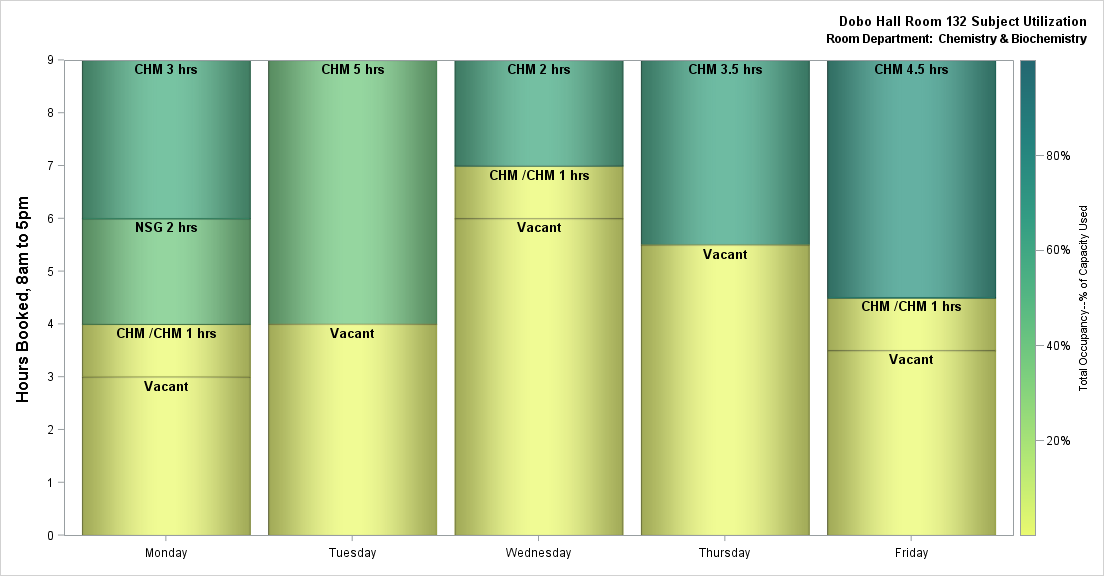 Dobo Hall Room 132 Subject Utilization
Room Department: Chemistry & Biochemistry
Hours Booked, 8am to 5pm
9
8
7
6
5
4
3
2
1
0
CHM 3 hrs
NSG 2 hrs
CHM /CHM 1 hrs
Vacant
CHM 5 hrs
Vacant
CHM 2 hrs
CHM /CHM 1 hrs
Vacant
CHM 3.5 hrs
Vacant
CHM 4.5 hrs
CHM /CHM 1 hrs
Vacant
Monday
Tuesday
Wednesday
Thursday
Friday
80%
60%
40%
20%
Total Occupancy--% of Capacity Used